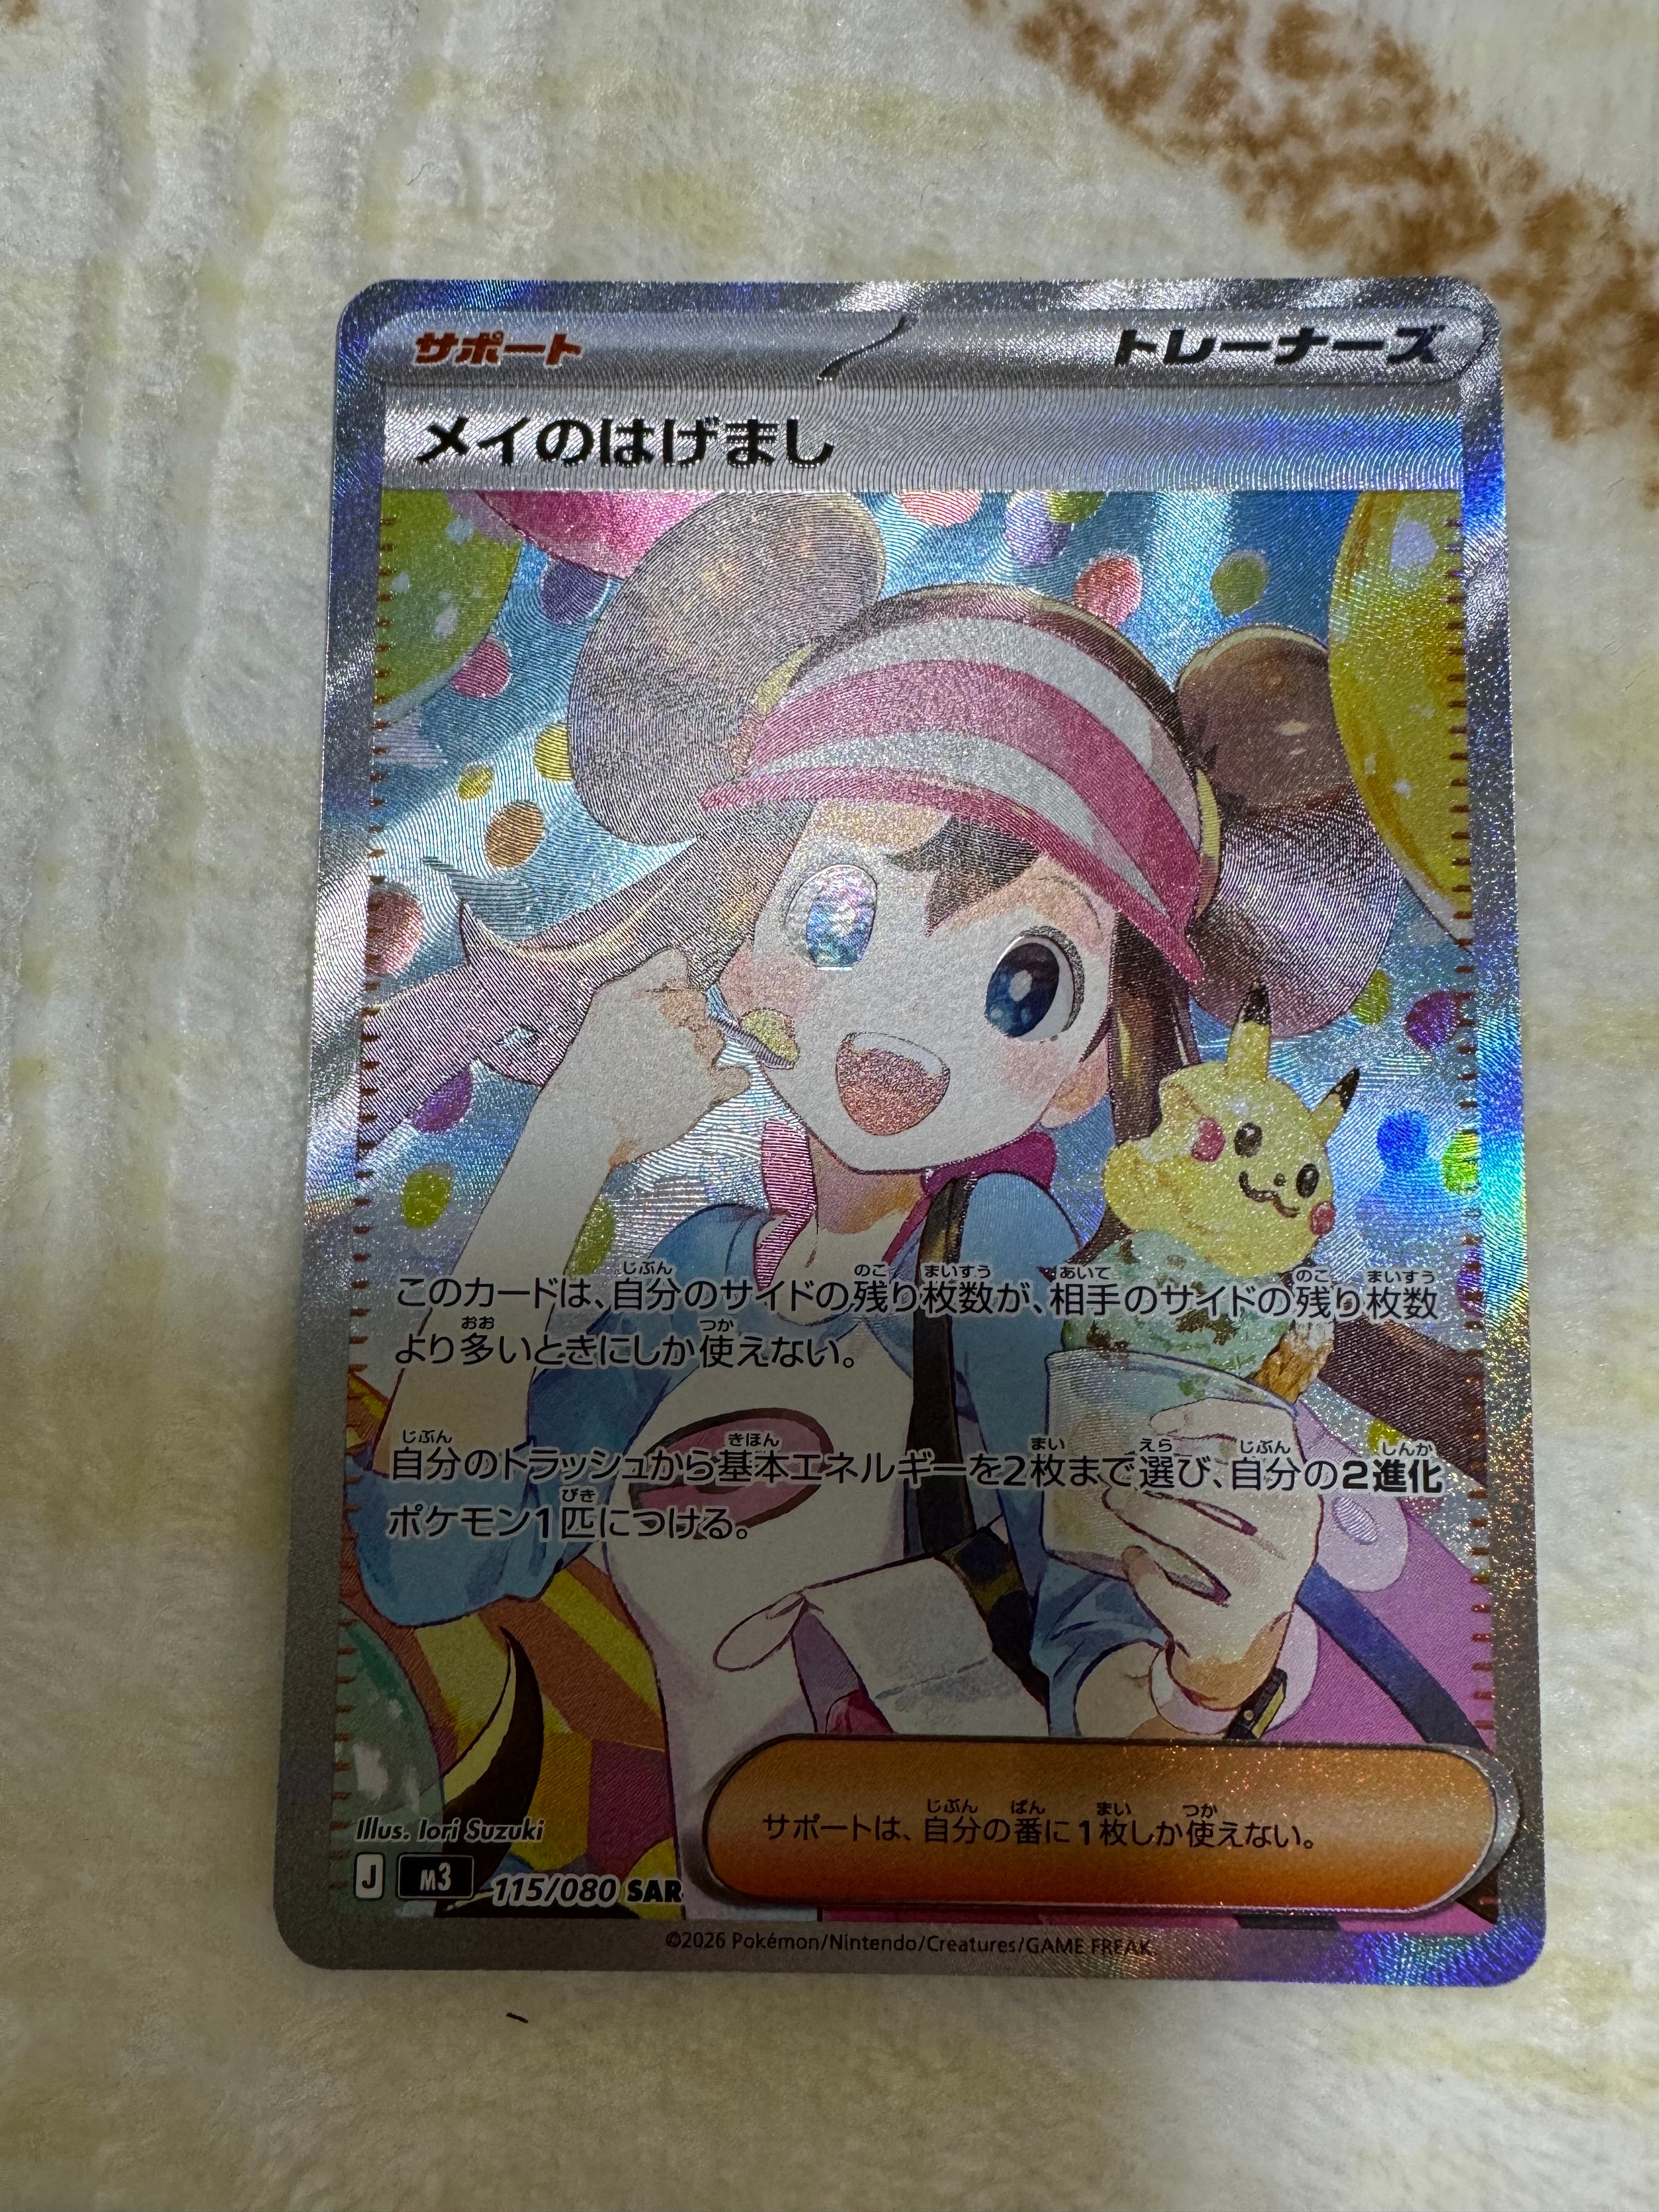 サポート
トレーナーズ
メイのはげまし
このカードは、自分のサイドの残り枚数が、相手のサイドの残り枚数
より多いときにしか使えない。
自分のトラッシュから基本エネルギーを2枚まで選び、自分の2進化
ポケモン1匹につける。
サポートは、自分の番に1枚しか使えない。
Illus. Iori Suzuki
J M3 115/080 SAR
©2026 Pokémon/Nintendo/Creatures/GAME FREAK